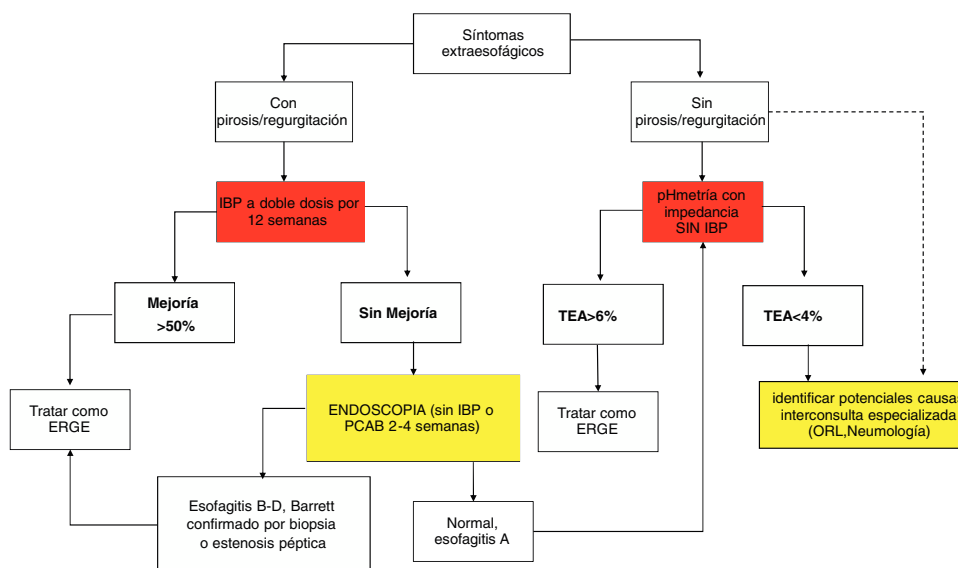 Síntomas
extraesofágicos
Con
pirosis/regurgitación
Sin
pirosis/regurgitación
IBP a doble dosis por
12 semanas
pHmetría con
impedancia
SIN IBP
Mejoría
>50%
Sin Mejoría
TEA>6%
TEA<4%
Tratar como
ERGE
ENDOSCOPIA (sin IBP o
PCAB 2-4 semanas)
Tratar como
ERGE
identificar potenciales causas
interconsulta especializada
(ORL,Neumología)
Esofagitis B-D, Barrett
confirmado por biopsia
o estenosis péptica
Normal,
esofagitis A